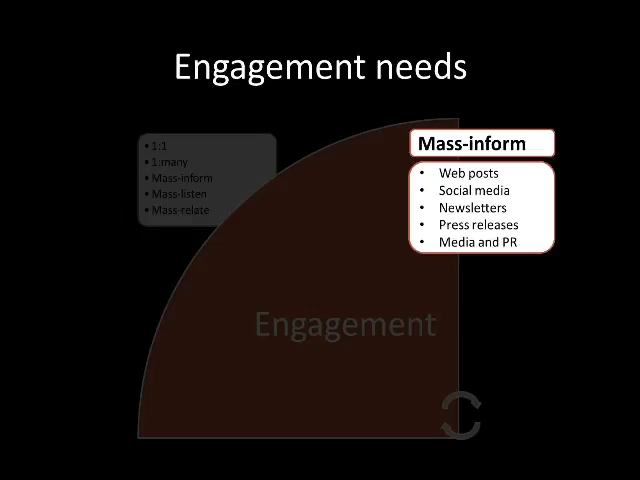 Engagement needs
• 1:1
• 1:many
• Mass-inform
• Mass-listen
• Mass-relate
Mass-inform
• Web posts
• Social media
• Newsletters
• Press releases
• Media and PR
Engagement